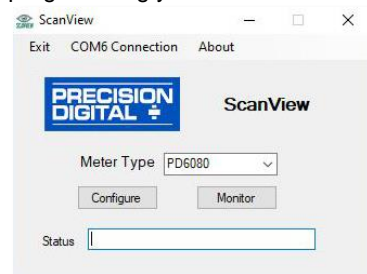 ScanView
Exit COM6 Connection About
PRECISION
DIGITAL
ScanView
Meter Type PD6080
Configure Monitor
Status